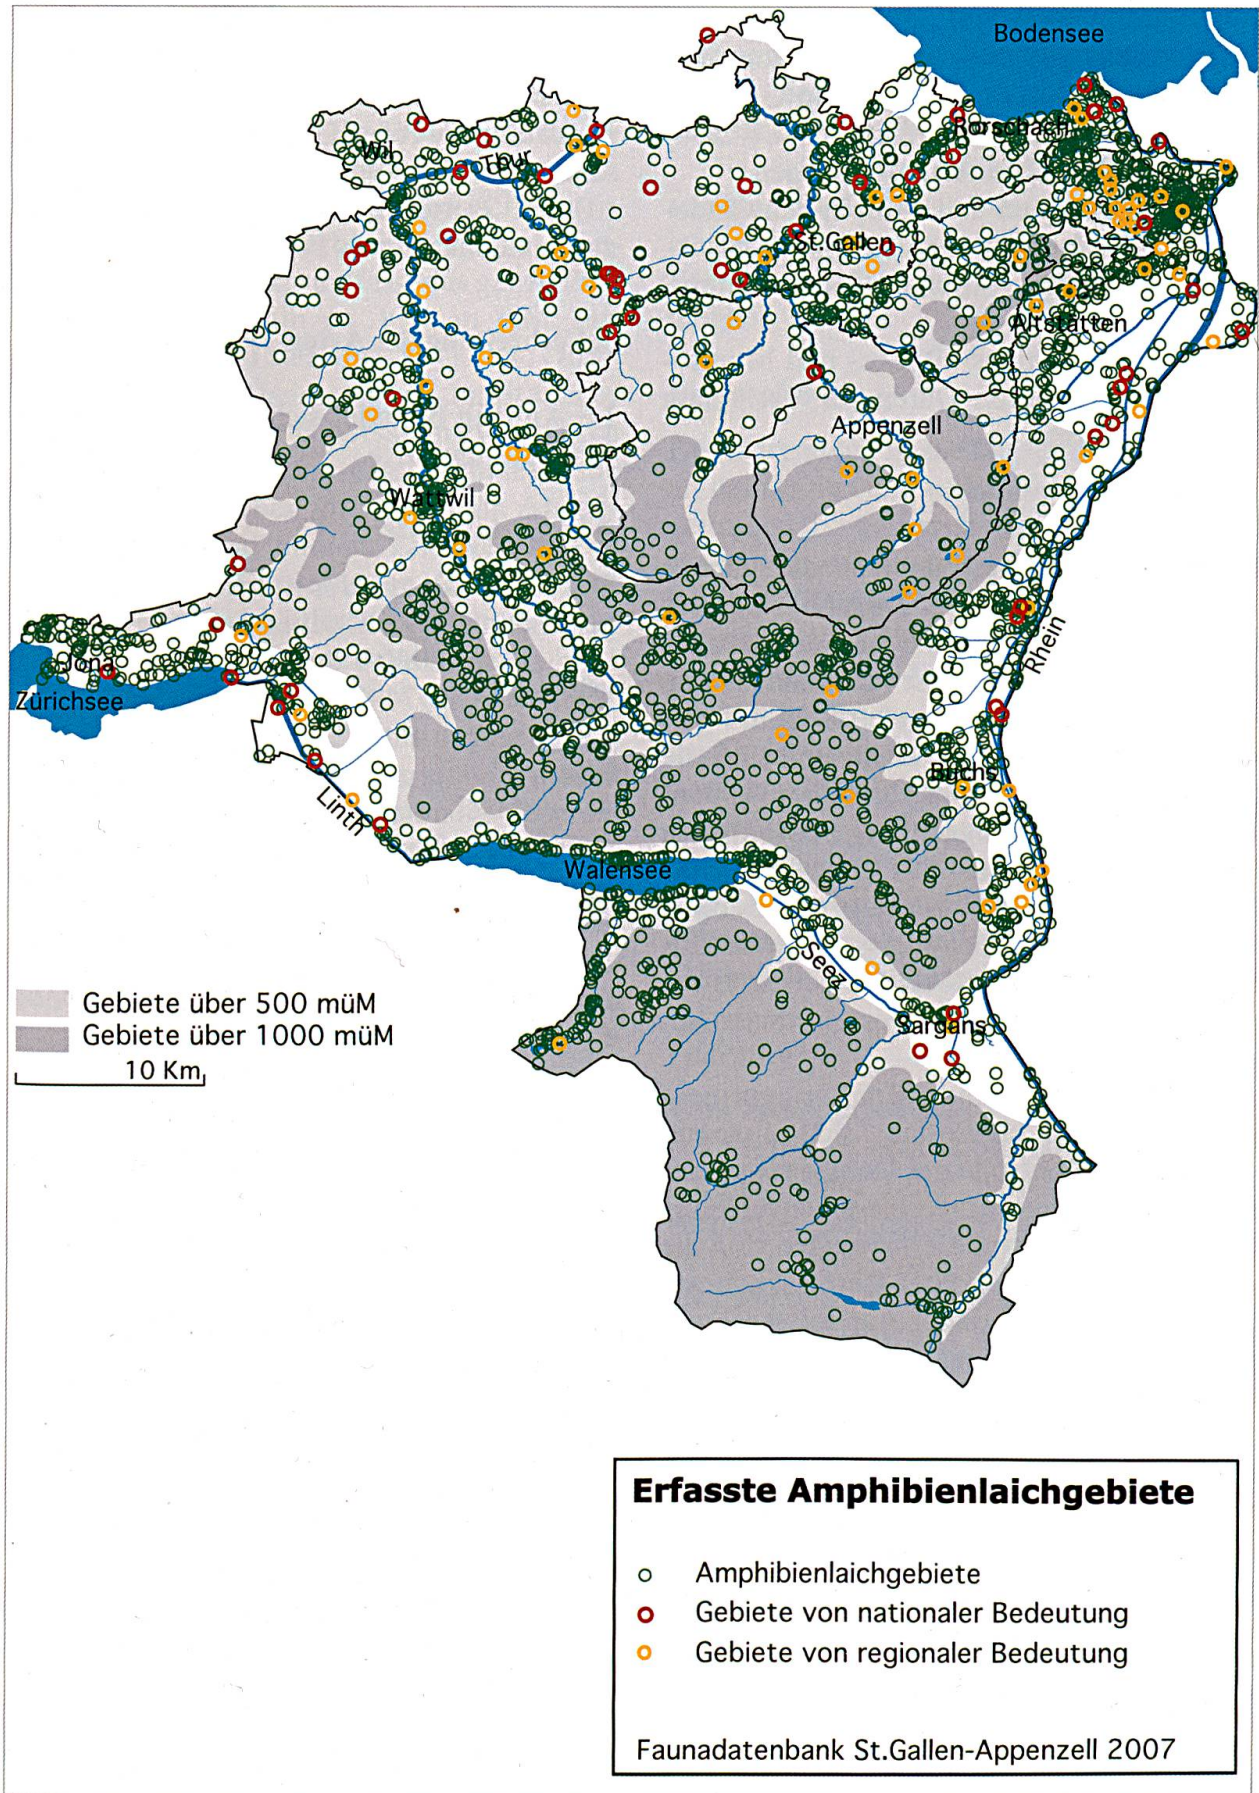 Bodensee
Rorschach
Wil
Thur
St.Gallen
Altstätten
Appenzell
Wattwil
Rhein
Jona
Zürichsee
Buchs
Linth
Walensee
Seez
Gebiete über 500 müM
Gebiete über 1000 müM
Sargans
10 Km
Erfasste Amphibienlaichgebiete
Amphibienlaichgebiete
Gebiete von nationaler Bedeutung
Gebiete von regionaler Bedeutung
Faunadatenbank St.Gallen-Appenzell 2007